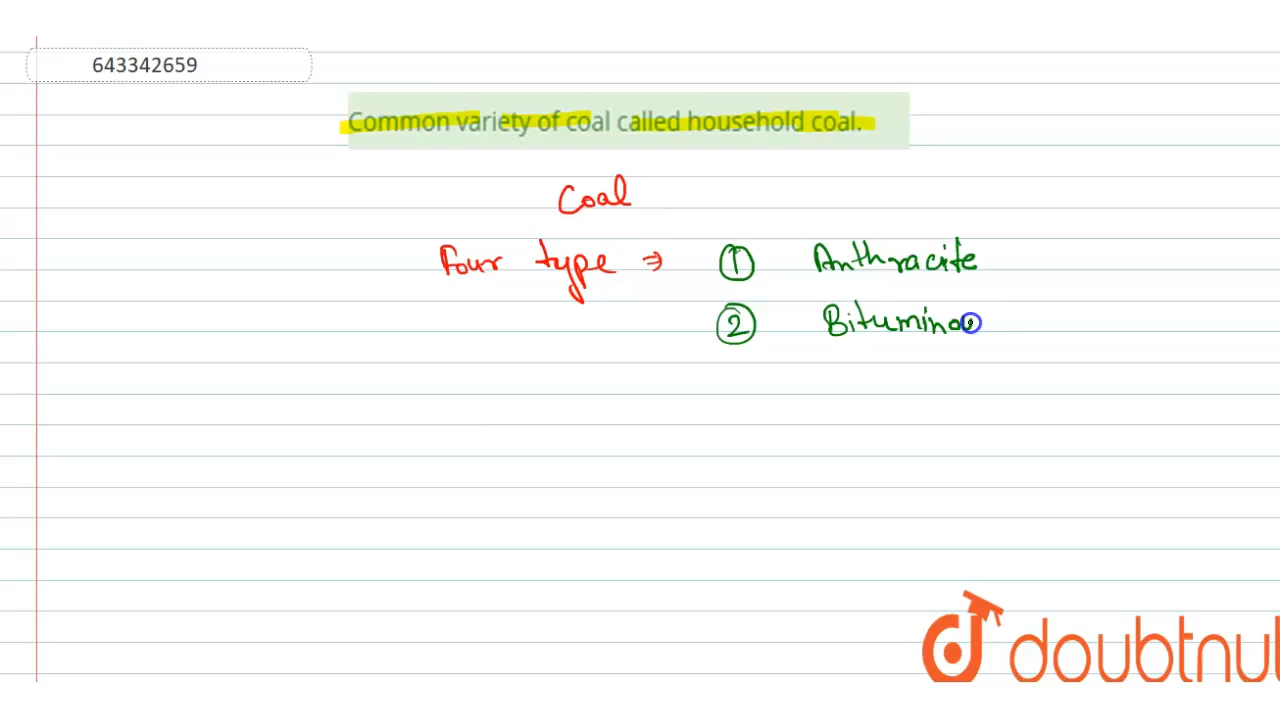 643342659
Common variety of coal called household coal.
Coal
Four type ⇒ ① Anthracite
② Bituminou
doubtnut